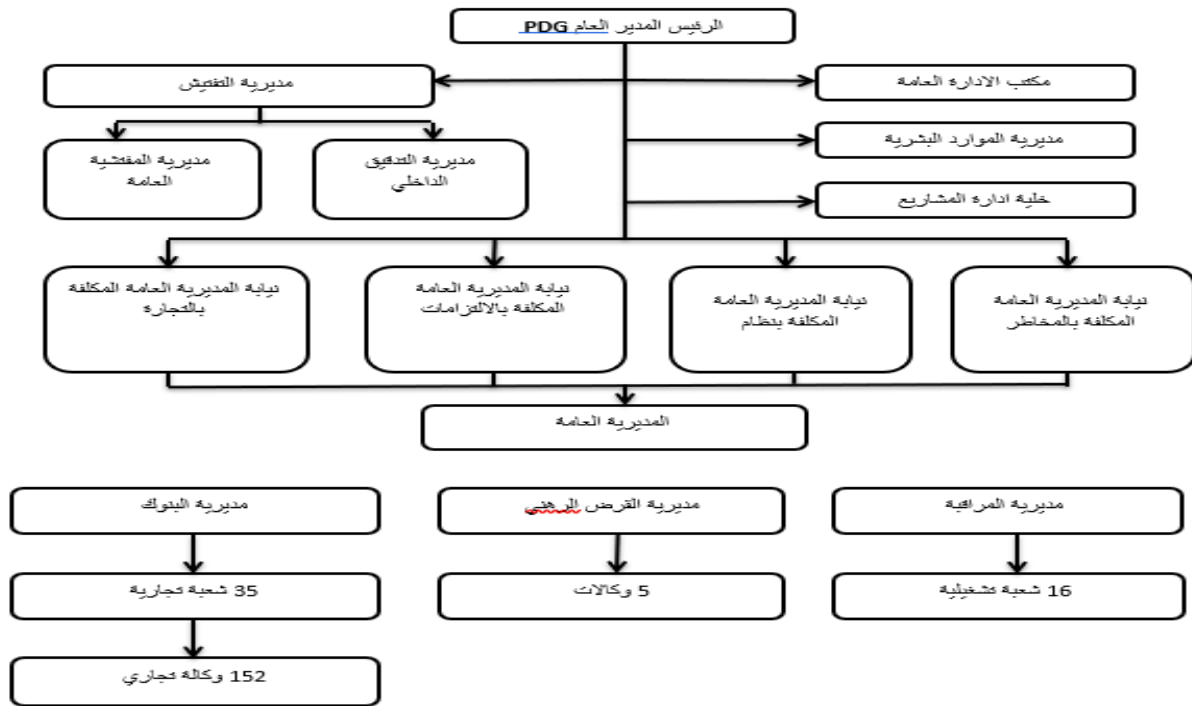 الرئيس المدير العام PDG
مكتب الادارة العامة
مديرية التفتيش
مديرية الموارد البشرية
مديرية التدقيق
الداخلي
مديرية المفتشية
العامة
خلية ادارة المشاريع
نيابة المديرية العامة
المكلفة بالمخاطر
نيابة المديرية العامة
المكلفة بنظام
نيابة المديرية العامة
المكلفة بالالتزامات
نيابة المديرية العامة المكلفة
بالتجارة
المديرية العامة
مديرية المراقبة
مديرية القرض الرهني
مديرية البنوك
16 شعبة تشغيلية
5 وكالات
35 شعبة تجارية
152 وكالة تجاري